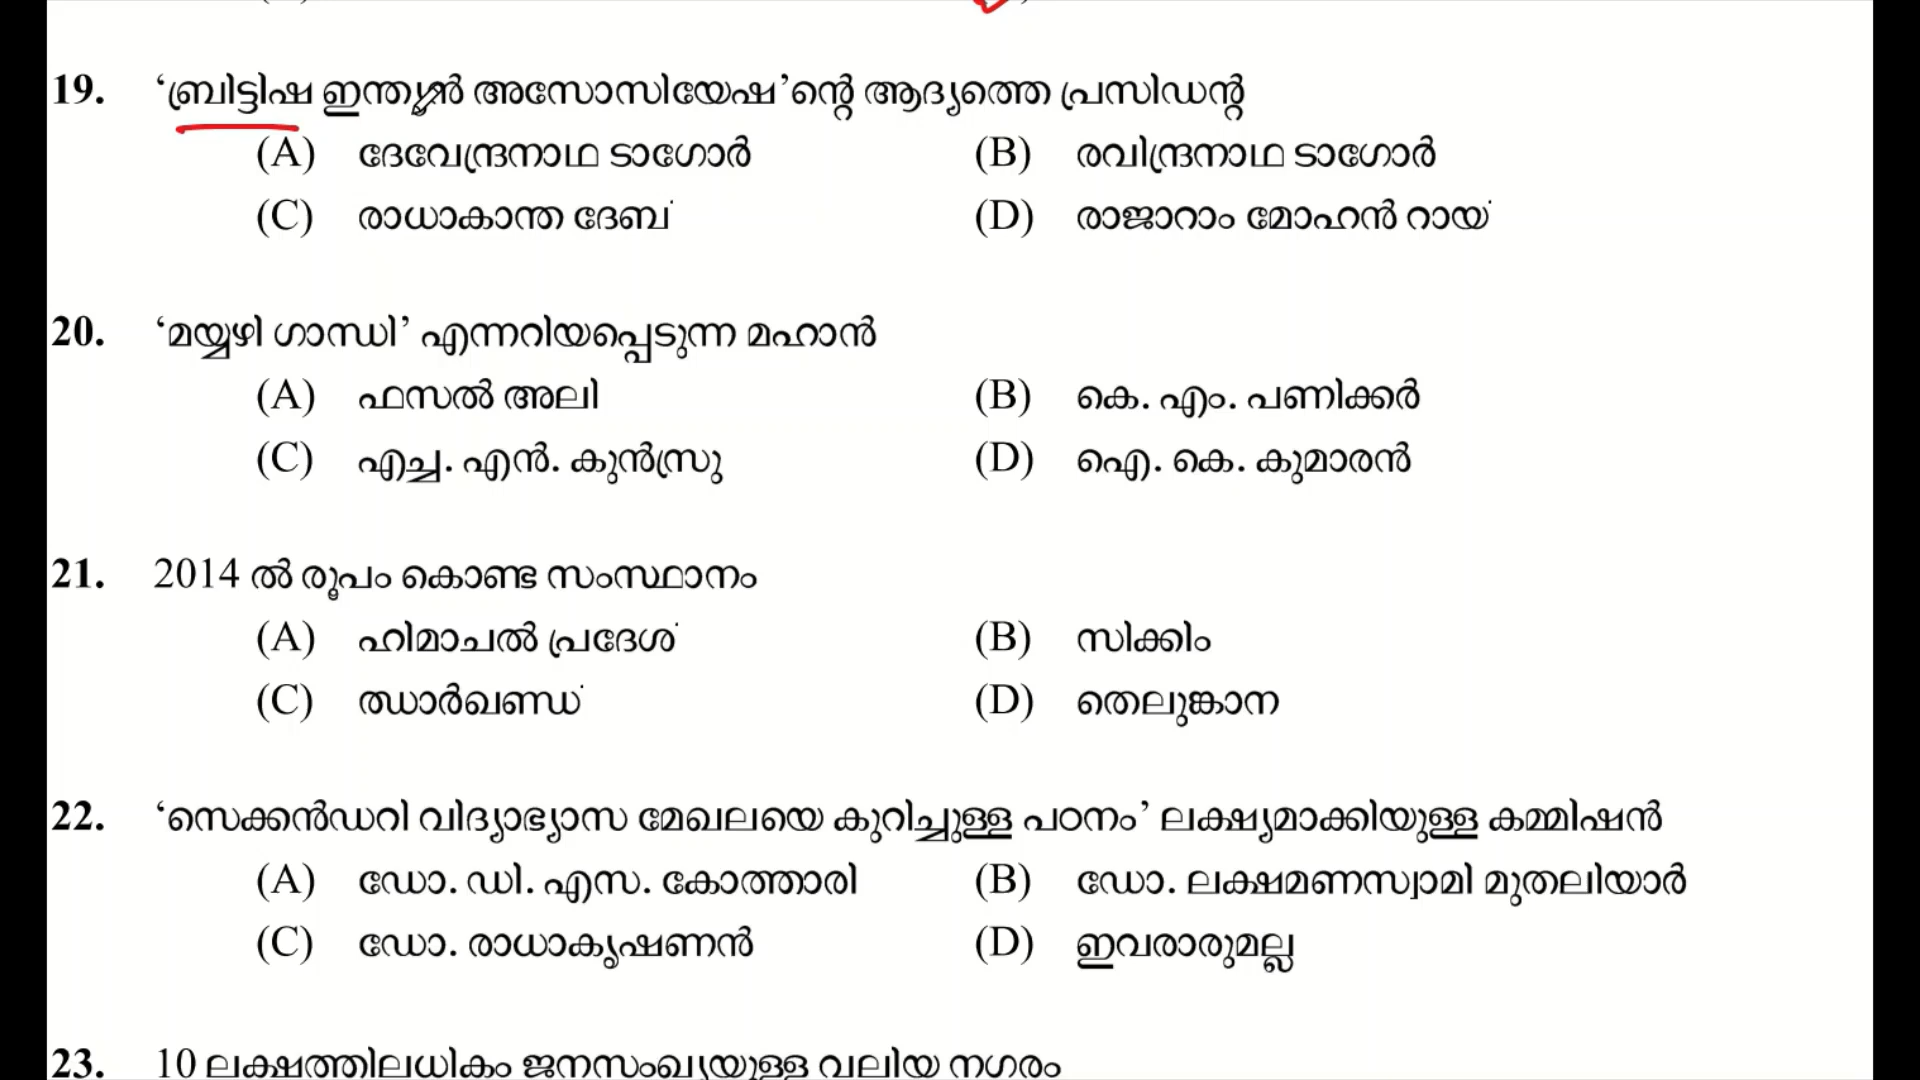 19. ‘ബ്രിട്ടിഷ ഇന്ത്യൻ അസോസിയേഷ’ന്റെ ആദ്യത്തെ പ്രസിഡന്റ
(A) ദേവേന്ദ്രനാഥ ടാഗോർ (B) രവിന്ദ്രനാഥ ടാഗോർ
(C) രാധാകാന്ത ദേബ് (D) രാജാറാം മോഹൻ റായ്
20. ‘മയ്യഴി ഗാന്ധി’ എന്നറിയപ്പെടുന്ന മഹാൻ
(A) ഫസൽ അലി (B) കെ. എം. പണിക്കർ
(C) എച്ച. എൻ. കുൻസ്രു (D) ഐ. കെ. കുമാരൻ
21. 2014 ൽ രൂപം കൊണ്ട സംസ്ഥാനം
(A) ഹിമാചൽ പ്രദേശ് (B) സിക്കിം
(C) ഝാർഖണ്ഡ് (D) തെലുങ്കാന
22. ‘സെക്കൻഡറി വിദ്യാഭ്യാസ മേഖലയെ കുറിച്ചുള്ള പഠനം’ ലക്ഷ്യമാക്കിയുള്ള കമ്മിഷൻ
(A) ഡോ. ഡി. എസ. കോത്താരി (B) ഡോ. ലക്ഷമണസ്വാമി മുതലിയാർ
(C) ഡോ. രാധാകൃഷണൻ (D) ഇവരാരുമല്ല
23. 10 ലക്ഷത്തിലധികം ജനസംഖ്യയുള്ള വലിയ നഗരം